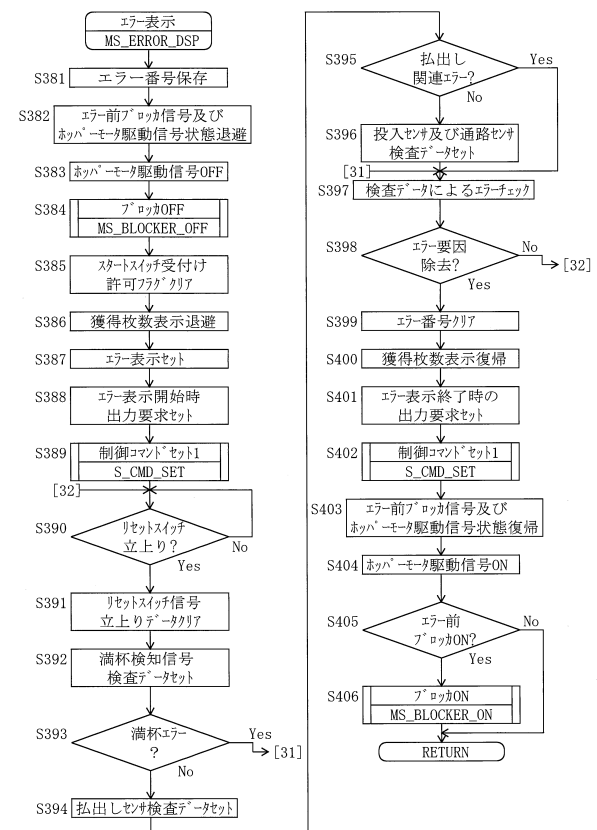 エラー表示
MS_ERROR_DSP
S381 エラー番号保存
S382 エラー前ブロッカ信号及び
ホッパーモータ駆動信号状態退避
S383 ホッパーモータ駆動信号OFF
S384 ブロッカOFF
MS_BLOCKER_OFF
S385 スタートスイッチ受付け
許可フラグクリア
S386 獲得枚数表示退避
S387 エラー表示セット
S388 エラー表示開始時
出力要求セット
S389 制御コマンドセット1
S_CMD_SET
[32]
S390 リセットスイッチ
立上り?
No
Yes
S391 リセットスイッチ信号
立上りデータクリア
S392 満杯検知信号
検査データセット
S393 満杯エラー
?
Yes
[31]
No
S394 払出しセンサ検査データセット
S395 払出し
関連エラー?
Yes
No
S396 投入センサ及び通路センサ
検査データセット
[31]
S397 検査データによるエラーチェック
S398 エラー要因
除去?
No
[32]
Yes
S399 エラー番号クリア
S400 獲得枚数表示復帰
S401 エラー表示終了時の
出力要求セット
S402 制御コマンドセット1
S_CMD_SET
S403 エラー前ブロッカ信号及び
ホッパーモータ駆動信号状態復帰
S404 ホッパーモータ駆動信号ON
S405 エラー前
ブロッカON?
No
Yes
S406 ブロッカON
MS_BLOCKER_ON
RETURN